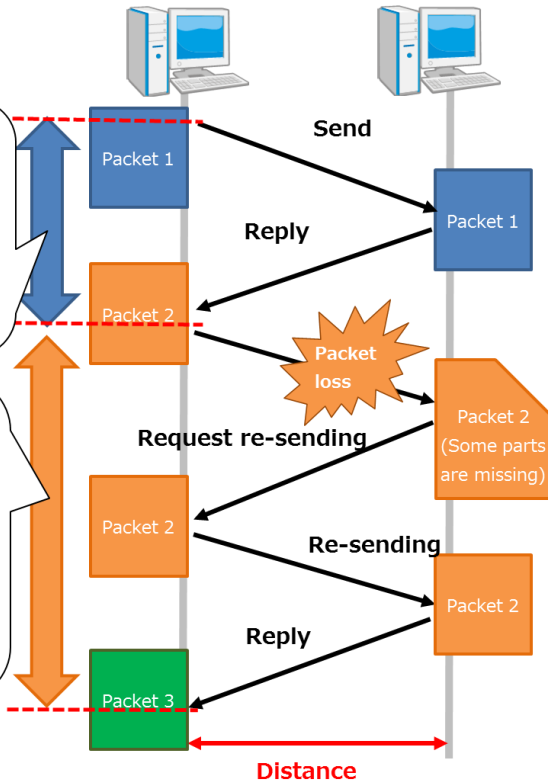 Send
Packet 1
Packet 1
Reply
Packet 2
Packet
loss
Packet 2
(Some parts
are missing)
Request re-sending
Packet 2
Re-sending
Packet 2
Reply
Packet 3
Distance